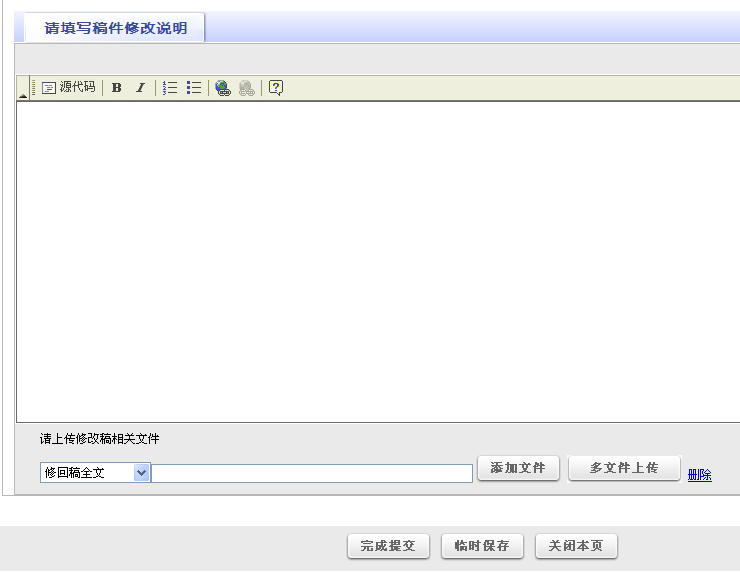 请填写稿件修改说明
源代码 B I
请上传修改稿相关文件
修回稿全文 添加文件 多文件上传 删除
完成提交 临时保存 关闭本页